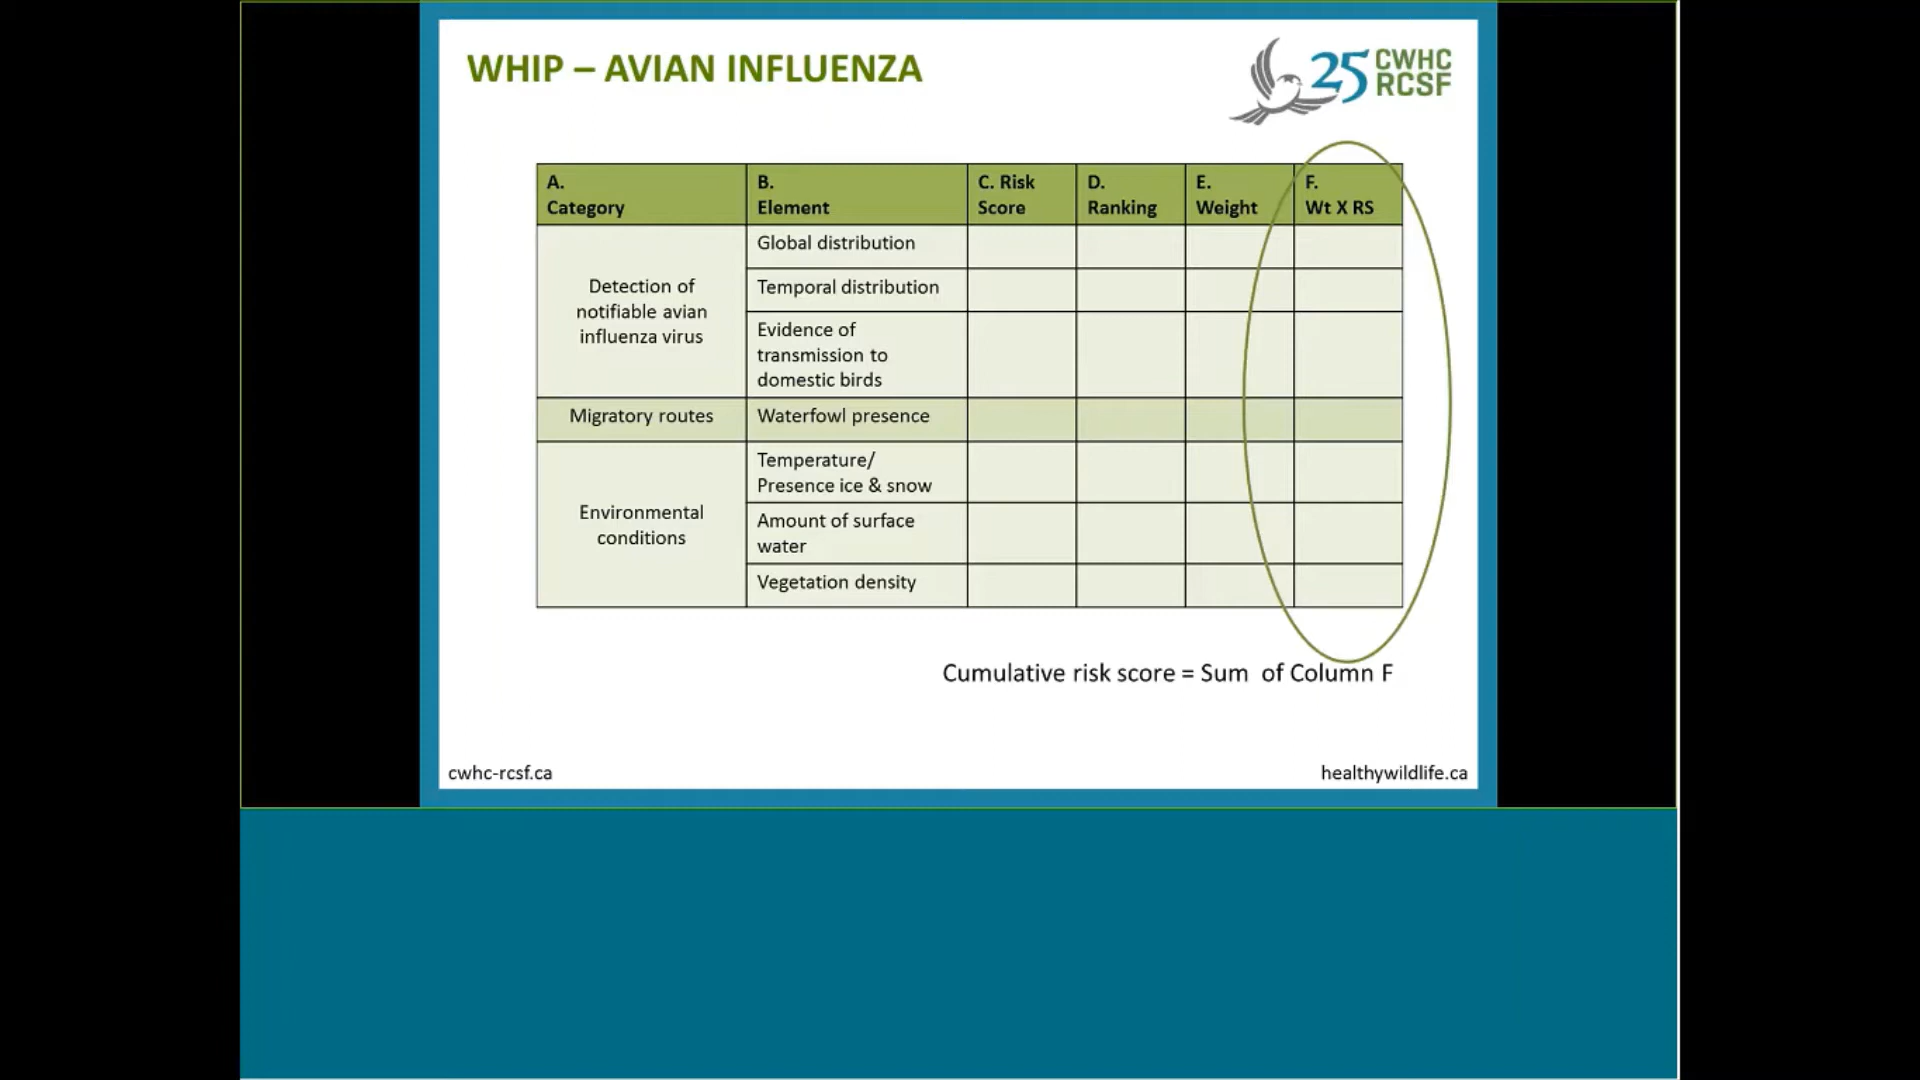 WHIP – AVIAN INFLUENZA
25 CWHC
RCSF
A.
Category
B.
Element
C. Risk
Score
D.
Ranking
E.
Weight
F.
Wt X RS
Detection of
notifiable avian
influenza virus
Global distribution
Temporal distribution
Evidence of
transmission to
domestic birds
Migratory routes
Waterfowl presence
Environmental
conditions
Temperature/
Presence ice & snow
Amount of surface
water
Vegetation density
Cumulative risk score = Sum  of Column F
cwhc-rcsf.ca
healthywildlife.ca